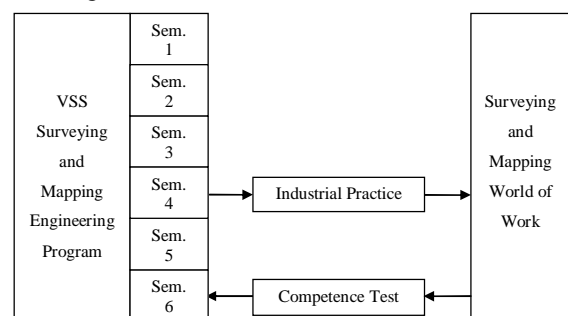 VSS
Surveying
and
Mapping
Engineering
Program
Sem.
1
Sem.
2
Sem.
3
Sem.
4
Sem.
5
Sem.
6
Industrial Practice
Competence Test
Surveying
and
Mapping
World of
Work